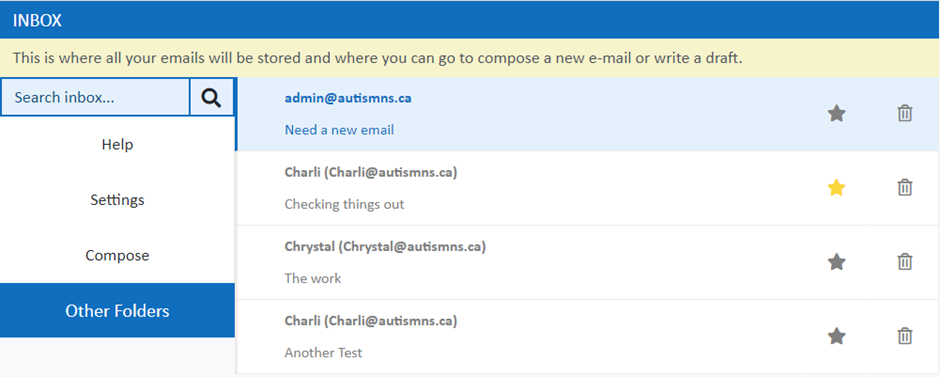 INBOX
This is where all your emails will be stored and where you can go to compose a new e-mail or write a draft.
Search inbox...
Help
Settings
Compose
Other Folders
admin@autismns.ca
Need a new email
Charli (Charli@autismns.ca)
Checking things out
Chrystal (Chrystal@autismns.ca)
The work
Charli (Charli@autismns.ca)
Another Test